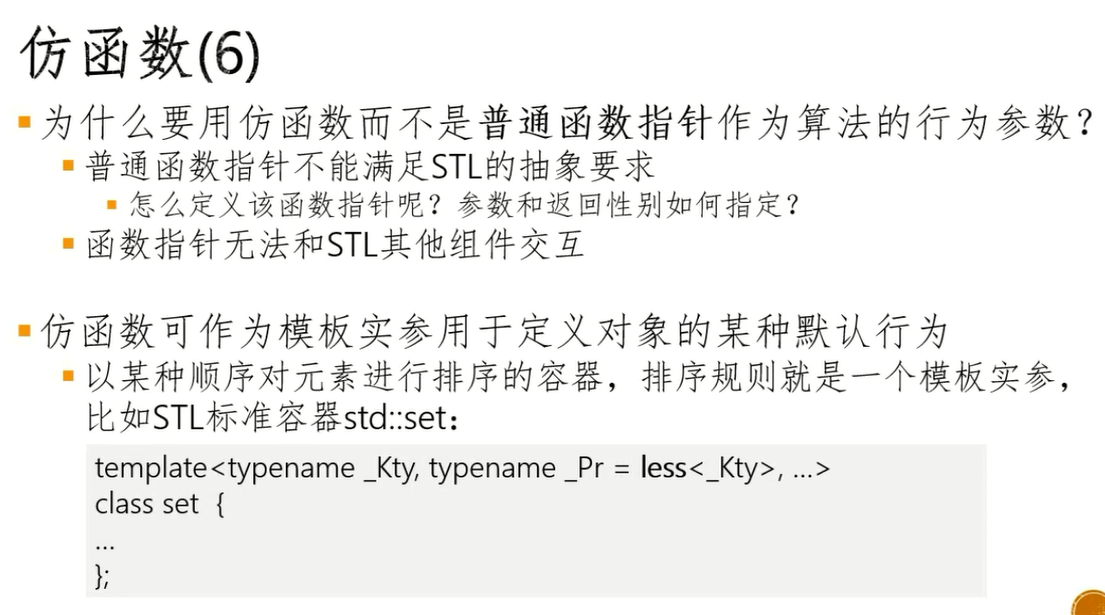 仿函数(6)
为什么要用仿函数而不是普通函数指针作为算法的行为参数？
普通函数指针不能满足STL的抽象要求
怎么定义该函数指针呢？参数和返回性别如何指定？
函数指针无法和STL其他组件交互
仿函数可作为模板实参用于定义对象的某种默认行为
以某种顺序对元素进行排序的容器，排序规则就是一个模板实参，
比如STL标准容器std::set：
template<typename _Kty, typename _Pr = less<_Kty>, ...>
class set {
...
};